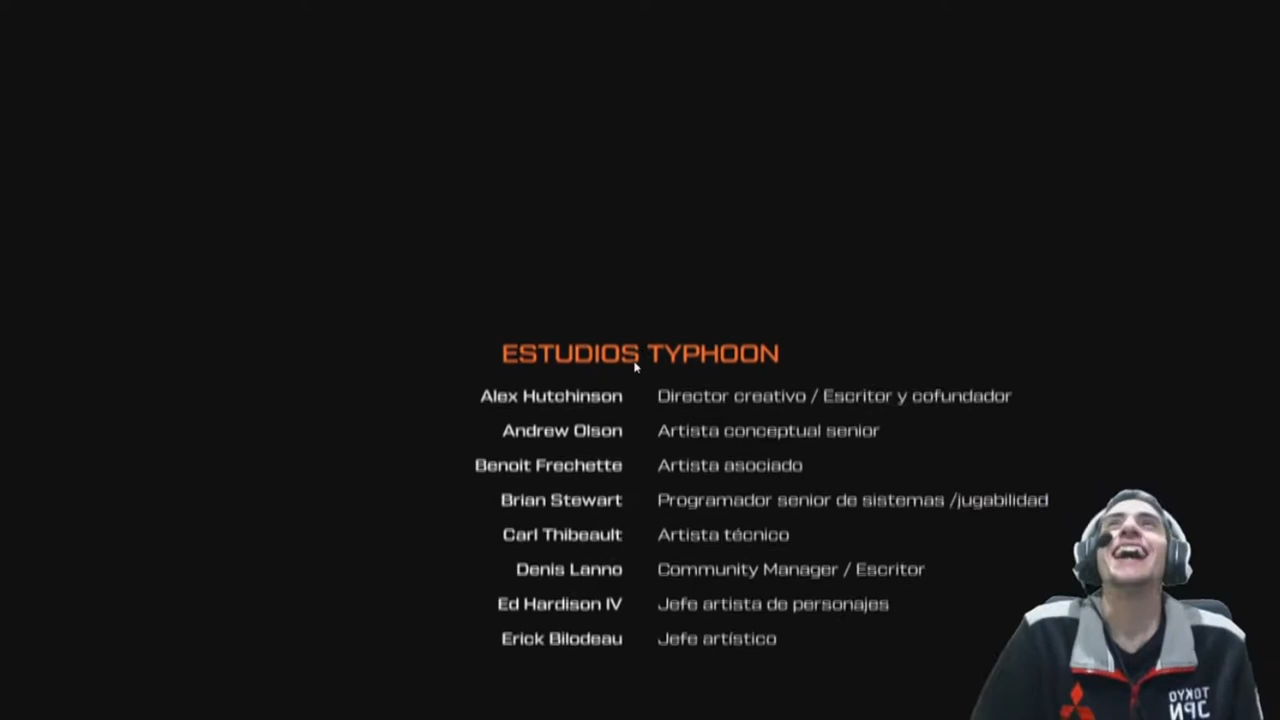 ESTUDIOS TYPHOON
Alex Hutchinson Director creativo / Escritor y cofundador
Andrew Olson Artista conceptual senior
Benoit Frechette Artista asociado
Brian Stewart Programador senior de sistemas /jugabilidad
Carl Thibeault Artista técnico
Denis Lanno Community Manager / Escritor
Ed Hardison IV Jefe artista de personajes
Erick Bilodeau Jefe artístico
TOKYO
JPN